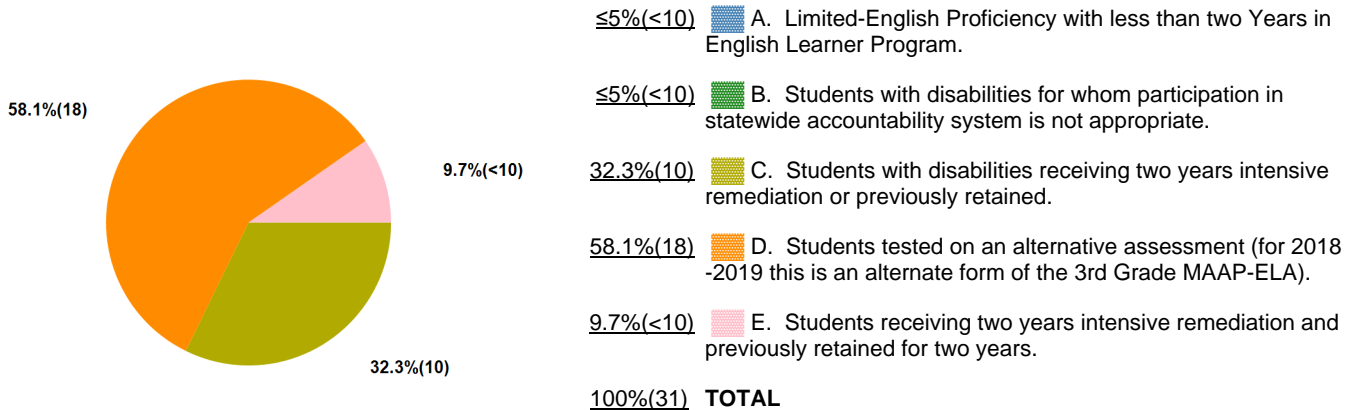 58.1%(18)
9.7%(<10)
32.3%(10)
≤5%(<10) A. Limited-English Proficiency with less than two Years in
English Learner Program.
≤5%(<10) B. Students with disabilities for whom participation in
statewide accountability system is not appropriate.
32.3%(10) C. Students with disabilities receiving two years intensive
remediation or previously retained.
58.1%(18) D. Students tested on an alternative assessment (for 2018
-2019 this is an alternate form of the 3rd Grade MAAP-ELA).
9.7%(<10) E. Students receiving two years intensive remediation and
previously retained for two years.
100%(31) TOTAL